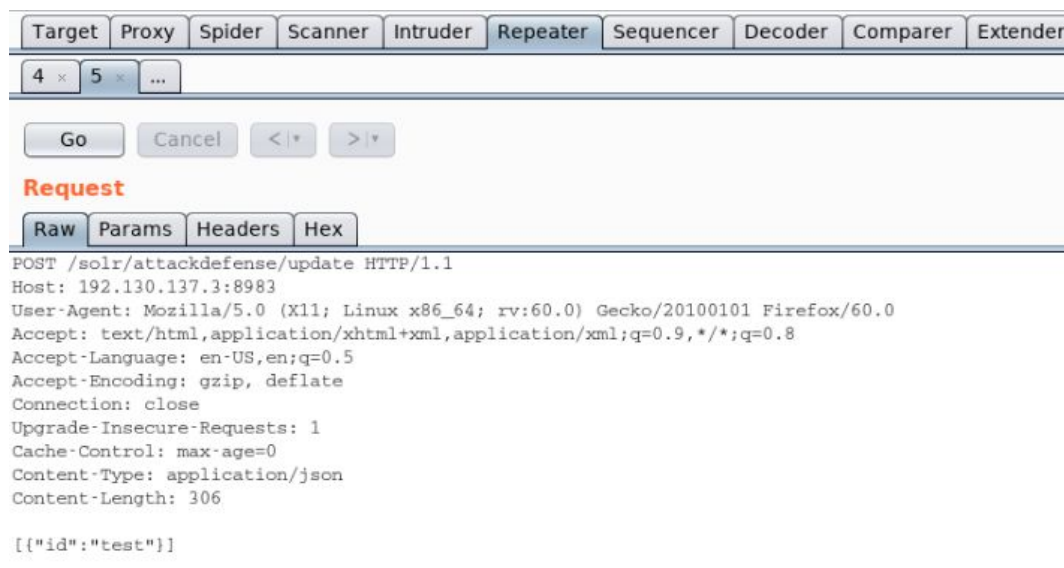 Target Proxy Spider Scanner Intruder Repeater Sequencer Decoder Comparer Extender
4 × 5 × ...
Go Cancel < ▾ > ▾
Request
Raw Params Headers Hex
POST /solr/attackdefense/update HTTP/1.1
Host: 192.130.137.3:8983
User-Agent: Mozilla/5.0 (X11; Linux x86_64; rv:60.0) Gecko/20100101 Firefox/60.0
Accept: text/html,application/xhtml+xml,application/xml;q=0.9,*/*;q=0.8
Accept-Language: en-US,en;q=0.5
Accept-Encoding: gzip, deflate
Connection: close
Upgrade-Insecure-Requests: 1
Cache-Control: max-age=0
Content-Type: application/json
Content-Length: 306
[{"id":"test"}]